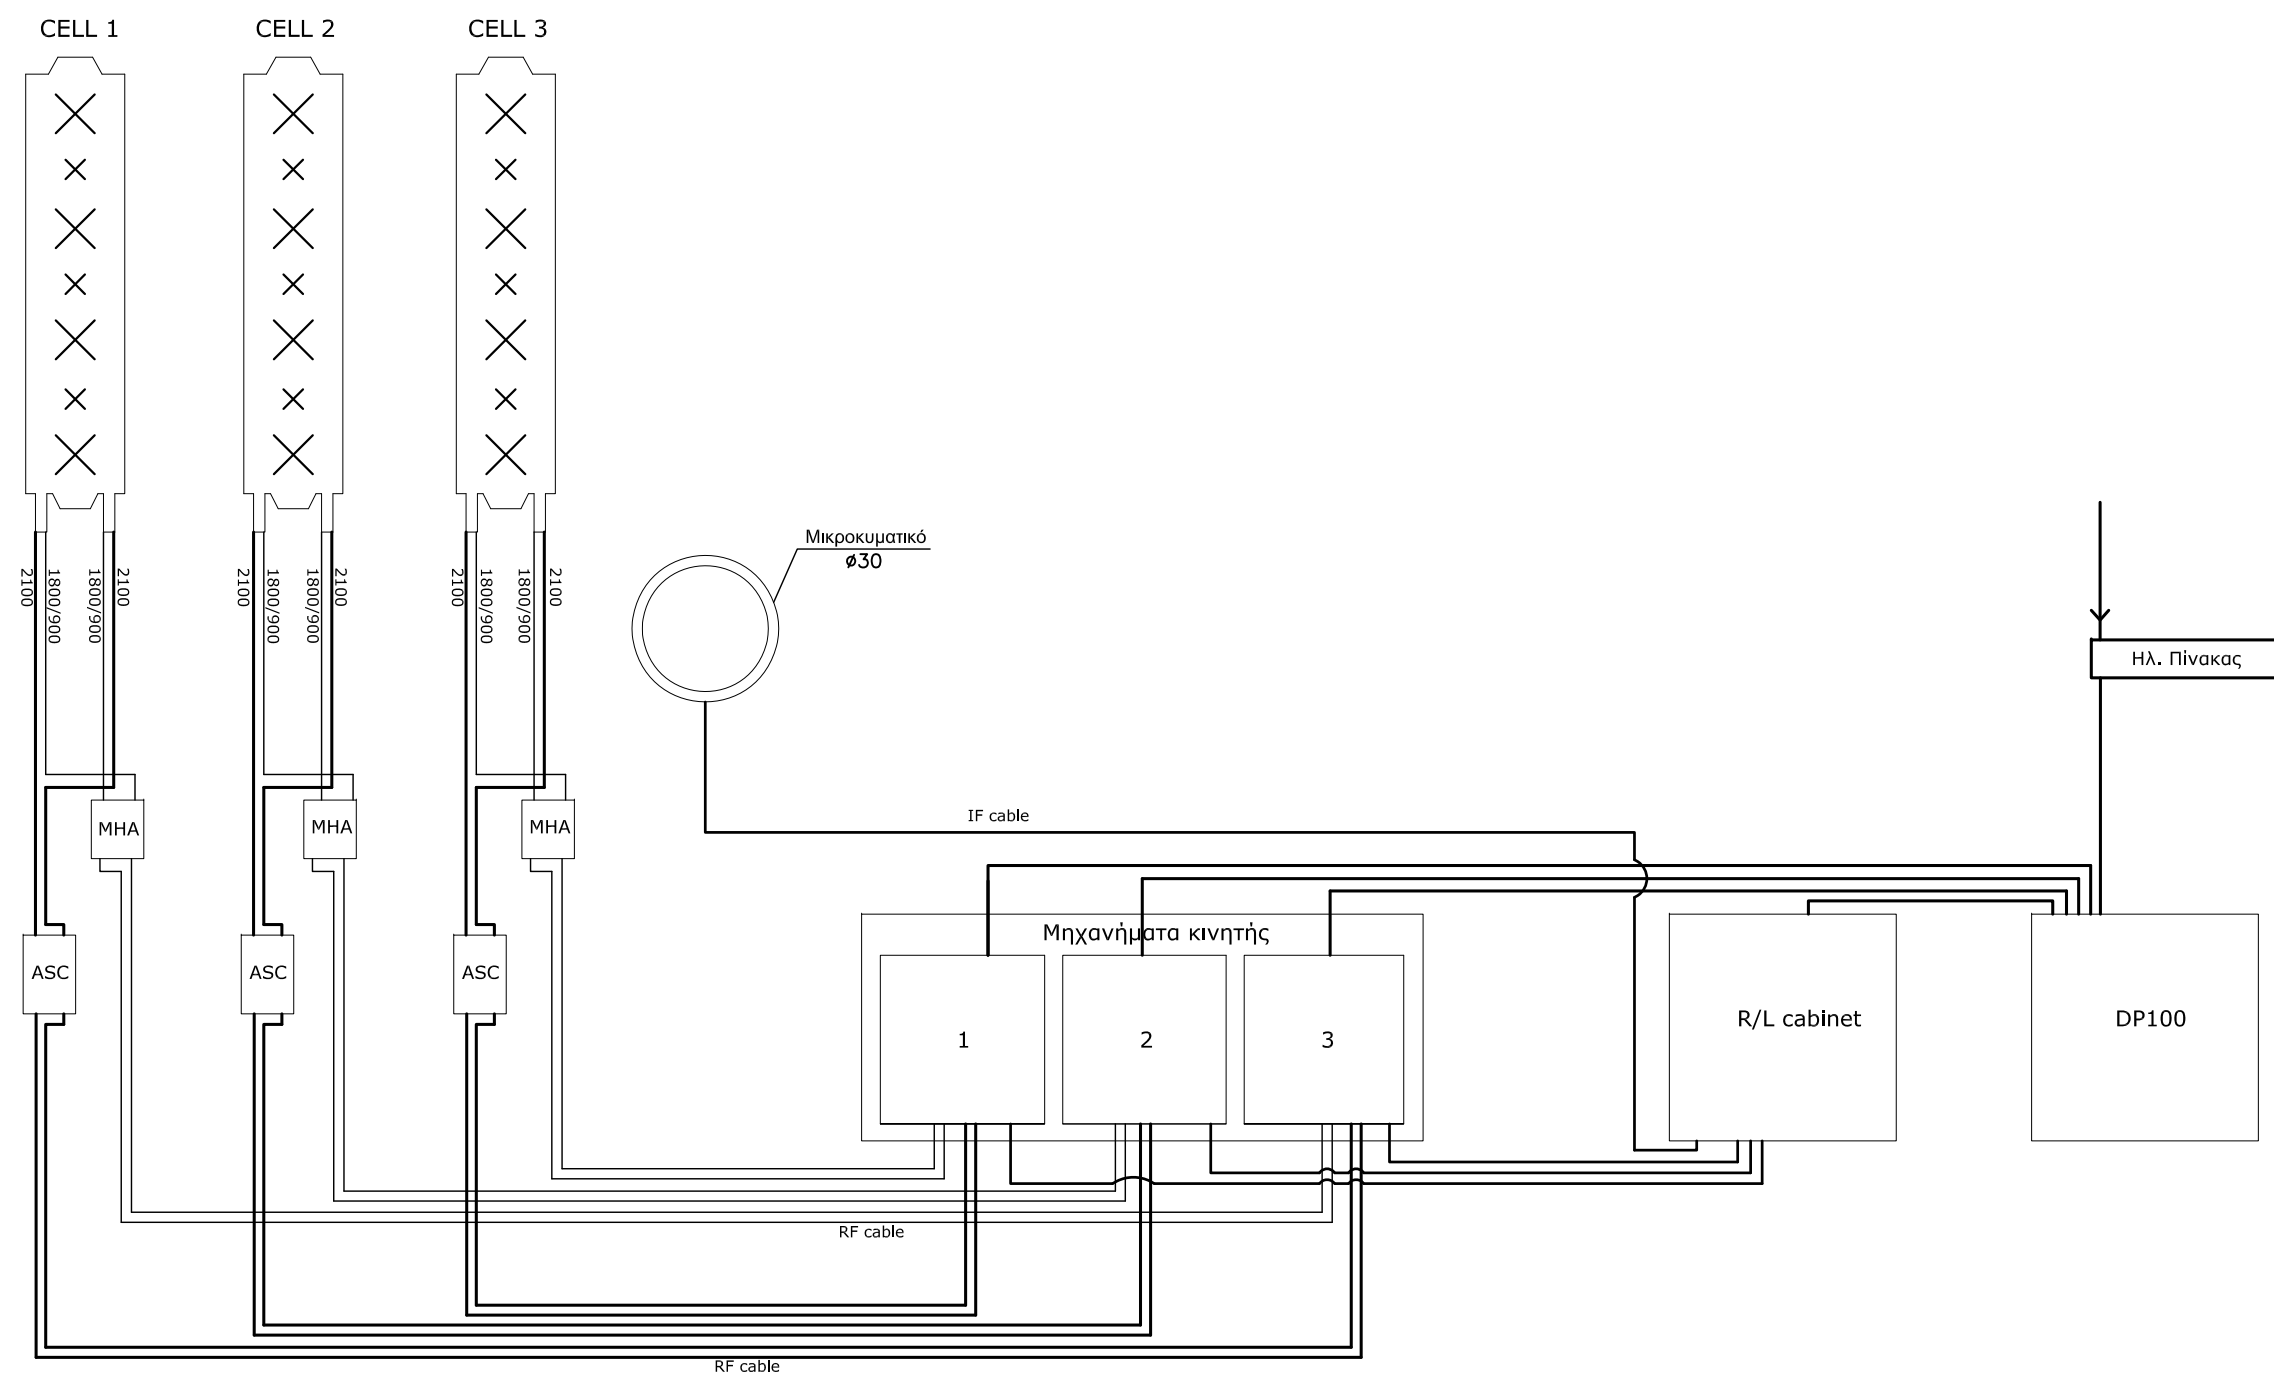 CELL 1
CELL 2
CELL 3
2100
1800/900
1800/900
2100
2100
1800/900
1800/900
2100
2100
1800/900
1800/900
2100
Μικροκυματικό
ø30
Ηλ. Πίνακας
MHA
MHA
MHA
IF cable
ASC
ASC
ASC
Μηχανήματα κινητής
1
2
3
R/L cabinet
DP100
RF cable
RF cable